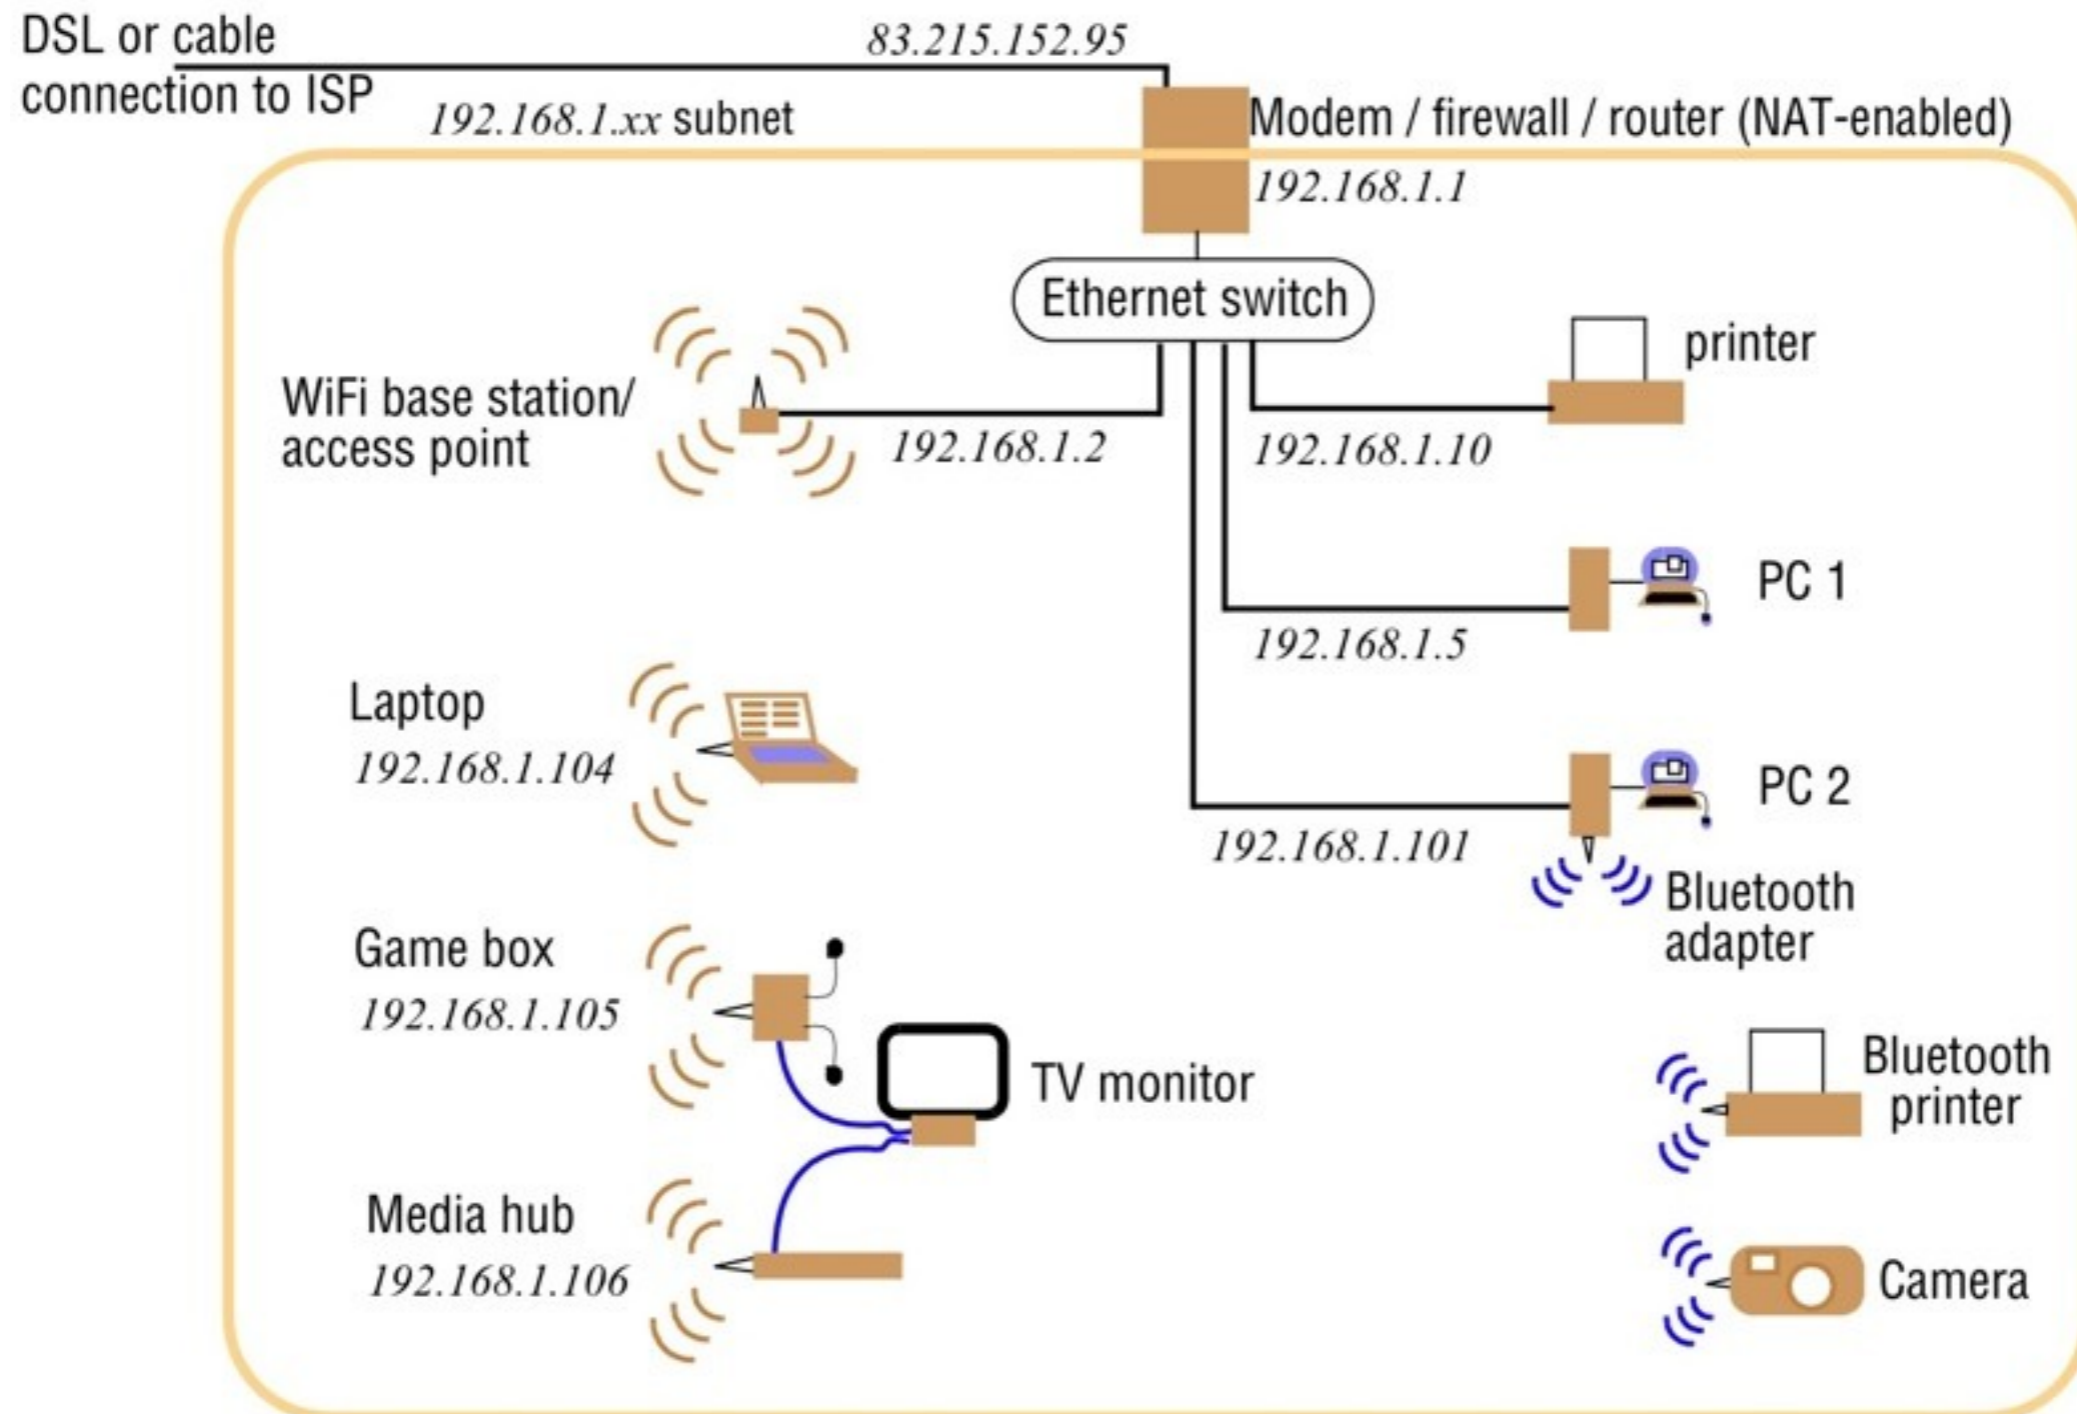 DSL or cable
connection to ISP
83.215.152.95
192.168.1.xx subnet
Modem / firewall / router (NAT-enabled)
192.168.1.1
Ethernet switch
printer
WiFi base station/
access point
192.168.1.2
192.168.1.10
PC 1
192.168.1.5
Laptop
192.168.1.104
PC 2
192.168.1.101
Bluetooth
adapter
Game box
192.168.1.105
TV monitor
Bluetooth
printer
Media hub
192.168.1.106
Camera